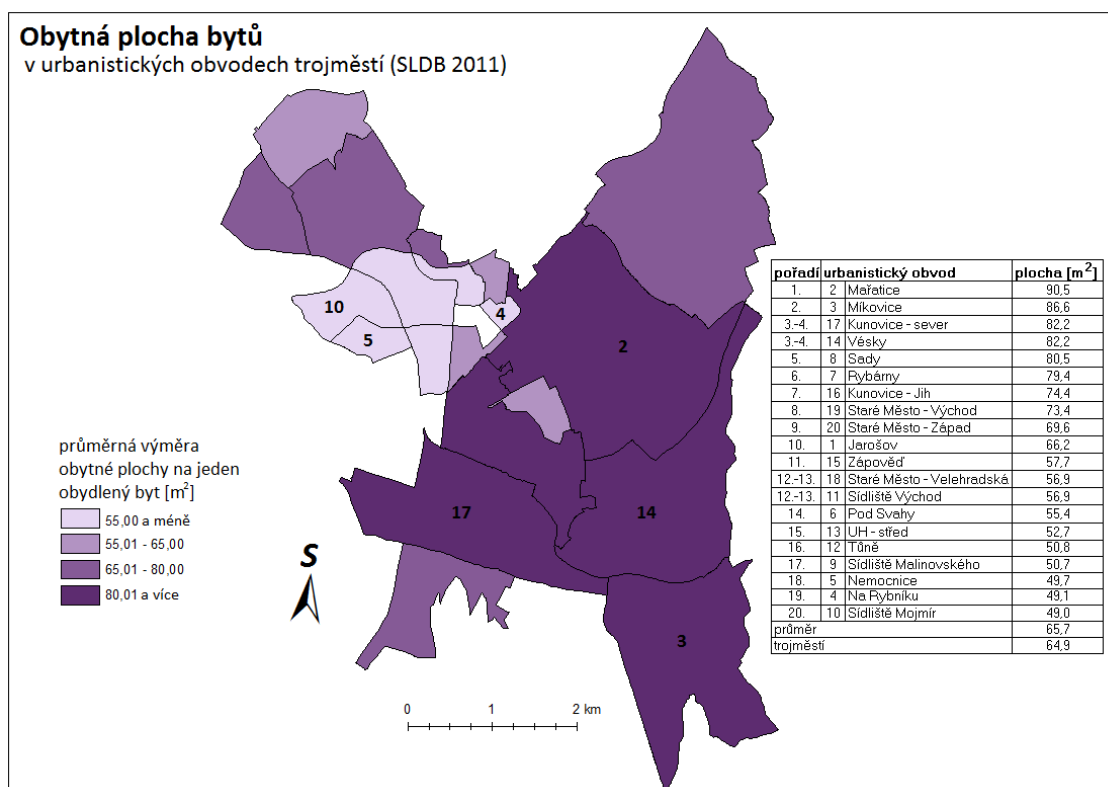 Obytná plocha bytů
v urbanistických obvodech trojměstí (SLDB 2011)
10
5
4
2
17
14
3
průměrná výměra
obytné plochy na jeden
obydlený byt [m²]
55,00 a méně
55,01 - 65,00
65,01 - 80,00
80,01 a více
S
0 1 2 km
pořadí urbanistický obvod plocha [m²]
1. 2 Mařatice 90,5
2. 3 Míkovice 86,6
3.-4. 17 Kunovice - sever 82,2
3.-4. 14 Vésky 82,2
5. 8 Sady 80,5
6. 7 Rybárny 79,4
7. 16 Kunovice - Jih 74,4
8. 19 Staré Město - Východ 73,4
9. 20 Staré Město - Západ 69,6
10. 1 Jarošov 66,2
11. 15 Zápověď 57,7
12.-13. 18 Staré Město - Velehradská 56,9
12.-13. 11 Sídliště Východ 56,9
14. 6 Pod Svahy 55,4
15. 13 UH - střed 52,7
16. 12 Tůně 50,8
17. 9 Sídliště Malinovského 50,7
18. 5 Nemocnice 49,7
19. 4 Na Rybníku 49,1
20. 10 Sídliště Mojmír 49,0
průměr 65,7
trojměstí 64,9